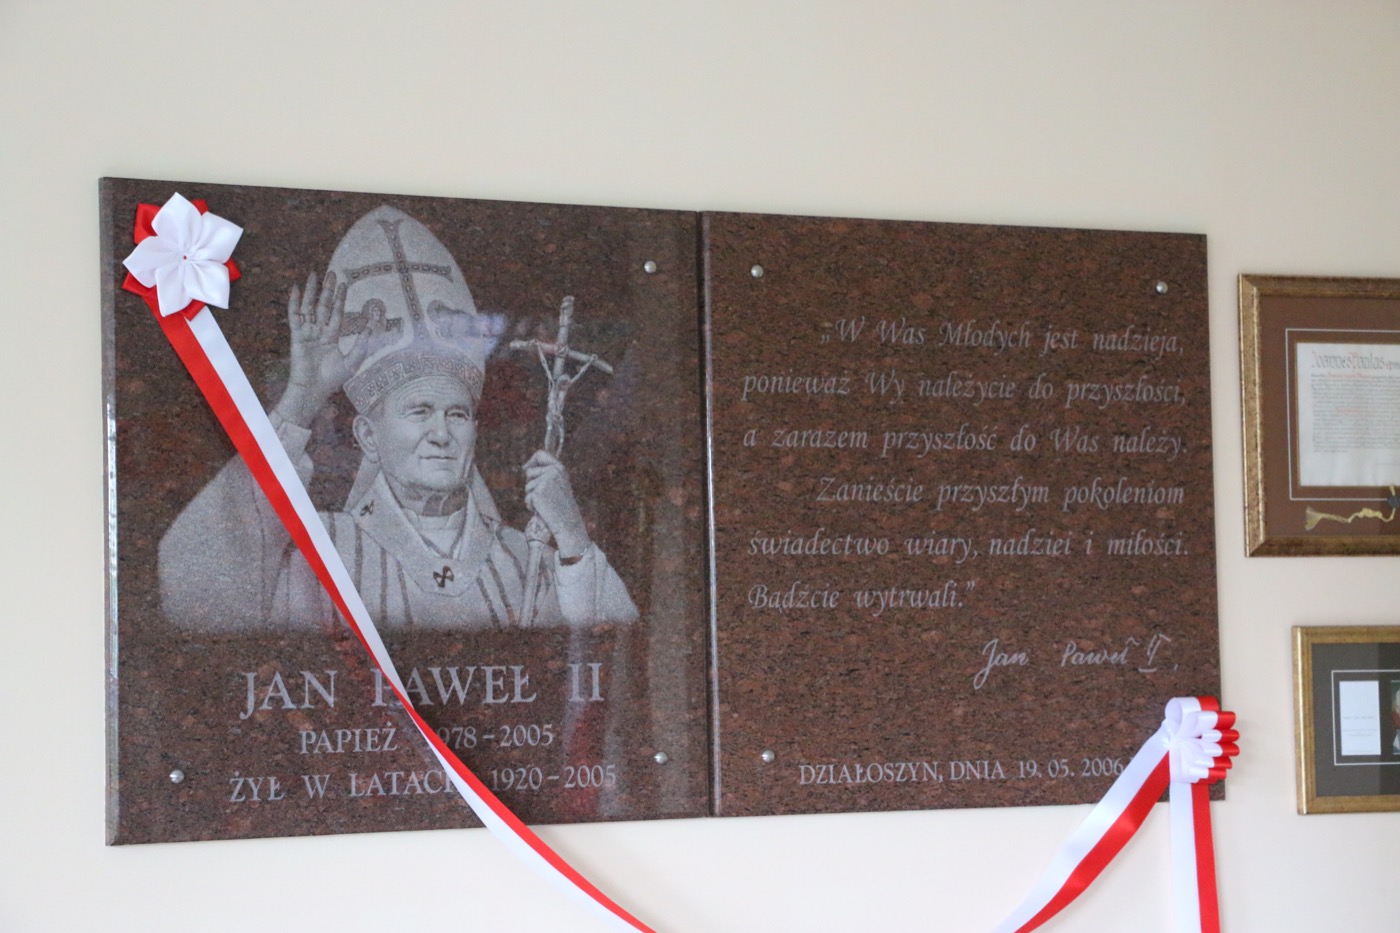 JAN PAWEŁ II
PAPIEŻ 1978-2005
ŻYŁ W LATACH 1920-2005
„W Was Młodych jest nadzieja,
ponieważ Wy należycie do przyszłości,
a zarazem przyszłość do Was należy.
Zanieście przyszłym pokoleniom
świadectwo wiary, nadziei i miłości.
Bądźcie wytrwali.”
Jan Paweł II
DZIAŁOSZYN, DNIA 19. 05. 2006